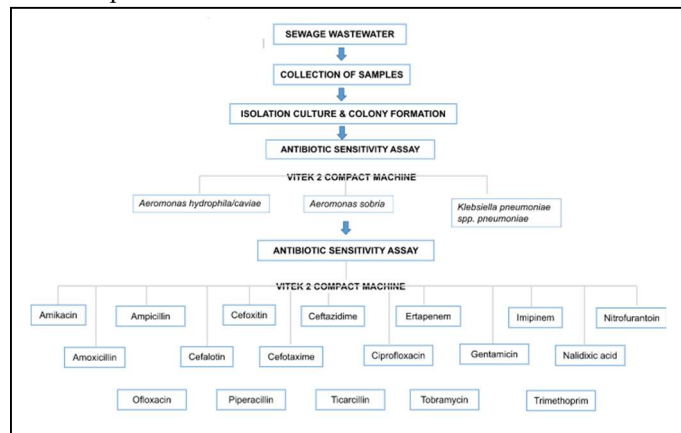 SEWAGE WASTEWATER
COLLECTION OF SAMPLES
ISOLATION CULTURE & COLONY FORMATION
ANTIBIOTIC SENSITIVITY ASSAY
VITEK 2 COMPACT MACHINE
Aeromonas hydrophila/caviae
Aeromonas sobria
Klebsiella pneumoniae
spp. pneumoniae
ANTIBIOTIC SENSITIVITY ASSAY
VITEK 2 COMPACT MACHINE
Amikacin
Ampicillin
Cefoxitin
Ceftazidime
Ertapenem
Imipinem
Nitrofurantoin
Amoxicillin
Cefalotin
Cefotaxime
Ciprofloxacin
Gentamicin
Nalidixic acid
Ofloxacin
Piperacillin
Ticarcillin
Tobramycin
Trimethoprim